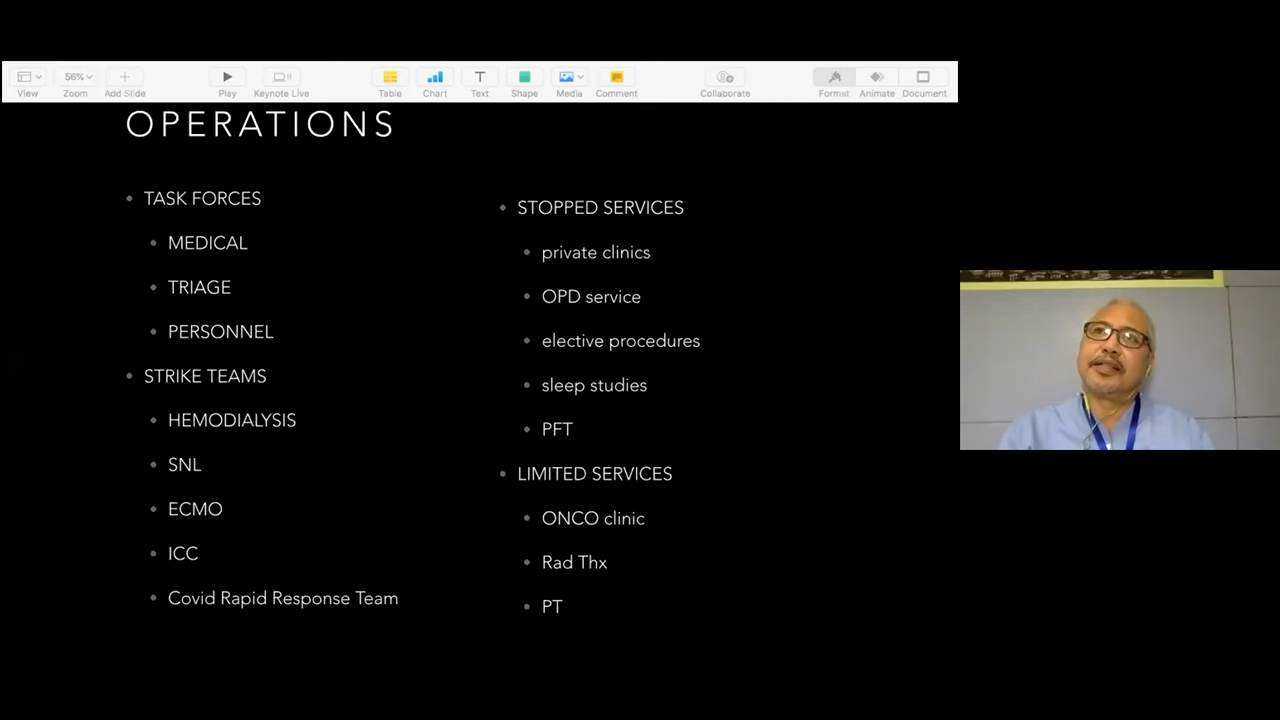 56%
View
Zoom
Add Slide
Play
Keynote Live
Table
Chart
Text
Shape
Media
Comment
Collaborate
Format
Animate
Document
OPERATIONS
TASK FORCES
MEDICAL
TRIAGE
PERSONNEL
STRIKE TEAMS
HEMODIALYSIS
SNL
ECMO
ICC
Covid Rapid Response Team
STOPPED SERVICES
private clinics
OPD service
elective procedures
sleep studies
PFT
LIMITED SERVICES
ONCO clinic
Rad Thx
PT